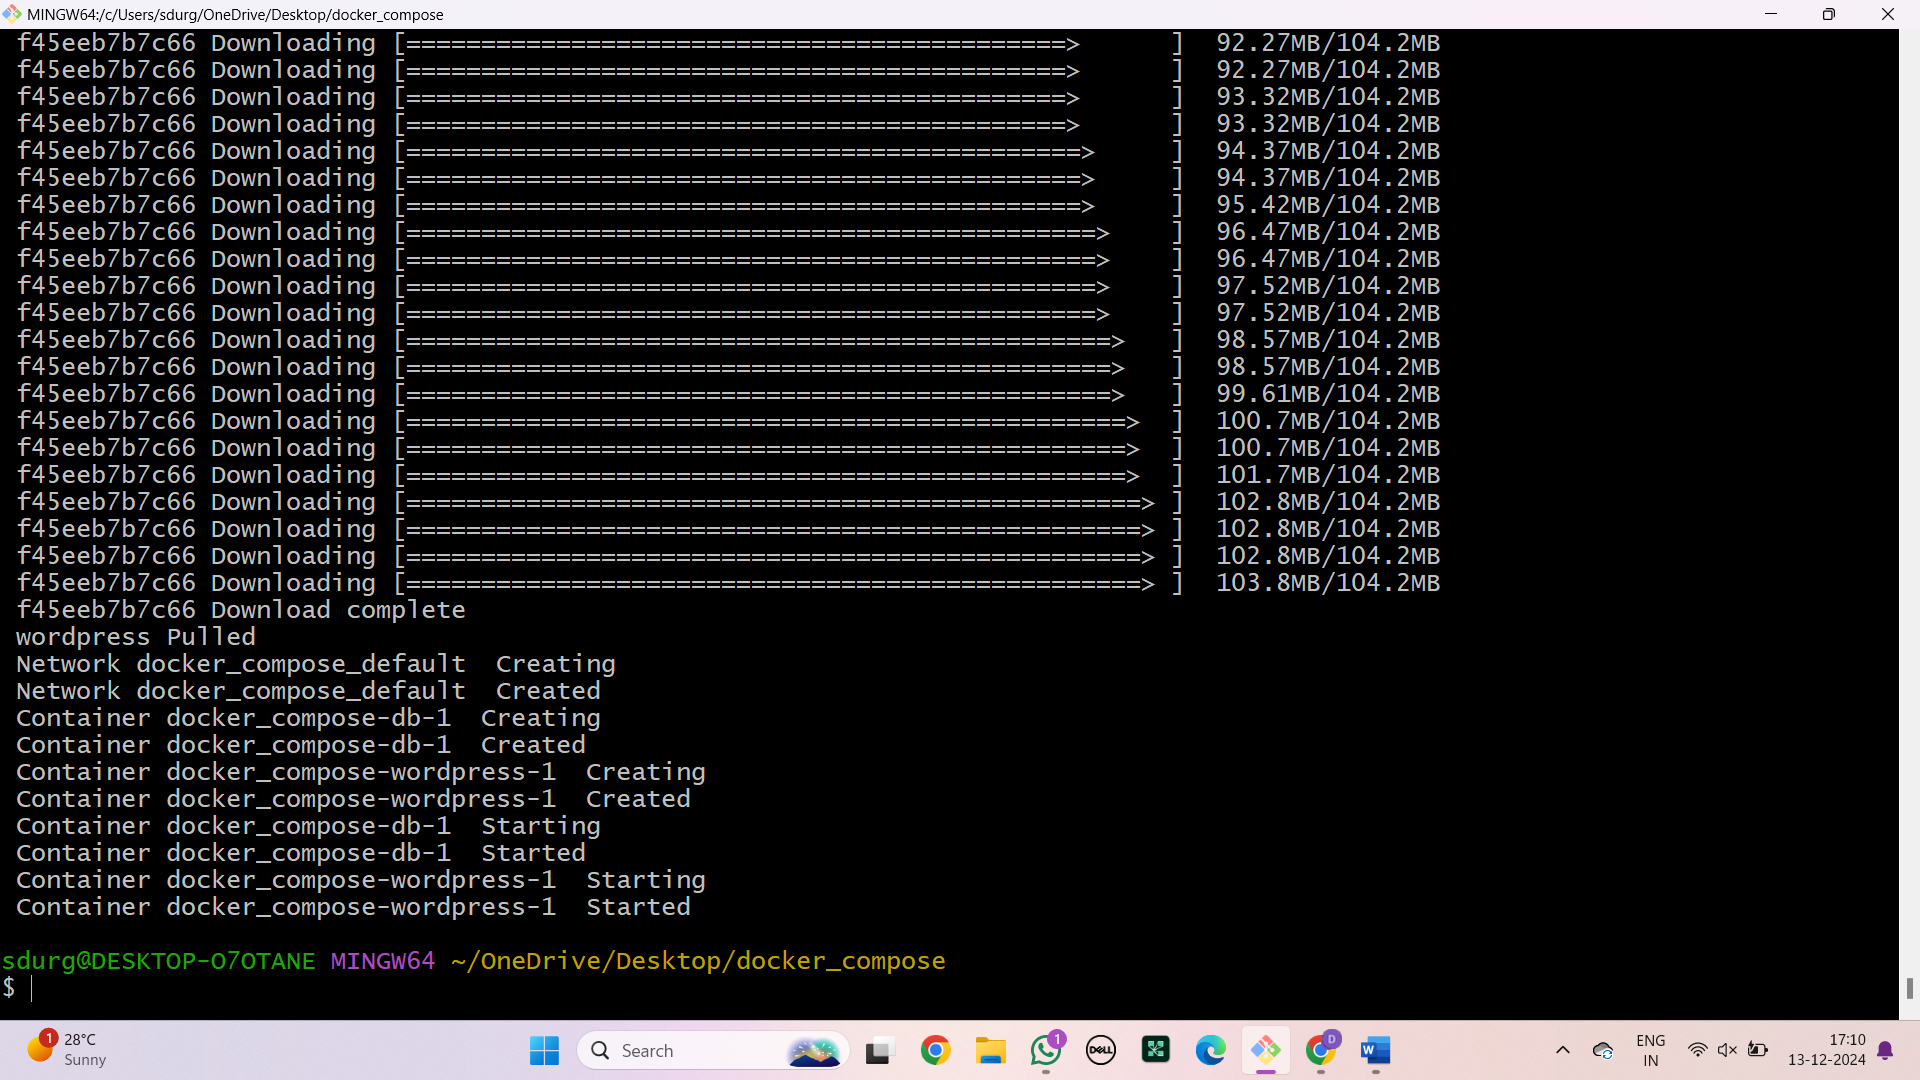 MINGW64:/c/Users/sdurg/OneDrive/Desktop/docker_compose
f45eeb7b7c66 Downloading [============================================>      ]  92.27MB/104.2MB
f45eeb7b7c66 Downloading [============================================>      ]  92.27MB/104.2MB
f45eeb7b7c66 Downloading [============================================>      ]  93.32MB/104.2MB
f45eeb7b7c66 Downloading [============================================>      ]  93.32MB/104.2MB
f45eeb7b7c66 Downloading [=============================================>     ]  94.37MB/104.2MB
f45eeb7b7c66 Downloading [=============================================>     ]  94.37MB/104.2MB
f45eeb7b7c66 Downloading [=============================================>     ]  95.42MB/104.2MB
f45eeb7b7c66 Downloading [==============================================>    ]  96.47MB/104.2MB
f45eeb7b7c66 Downloading [==============================================>    ]  96.47MB/104.2MB
f45eeb7b7c66 Downloading [==============================================>    ]  97.52MB/104.2MB
f45eeb7b7c66 Downloading [==============================================>    ]  97.52MB/104.2MB
f45eeb7b7c66 Downloading [===============================================>   ]  98.57MB/104.2MB
f45eeb7b7c66 Downloading [===============================================>   ]  98.57MB/104.2MB
f45eeb7b7c66 Downloading [===============================================>   ]  99.61MB/104.2MB
f45eeb7b7c66 Downloading [================================================>  ]  100.7MB/104.2MB
f45eeb7b7c66 Downloading [================================================>  ]  100.7MB/104.2MB
f45eeb7b7c66 Downloading [================================================>  ]  101.7MB/104.2MB
f45eeb7b7c66 Downloading [=================================================> ]  102.8MB/104.2MB
f45eeb7b7c66 Downloading [=================================================> ]  102.8MB/104.2MB
f45eeb7b7c66 Downloading [=================================================> ]  102.8MB/104.2MB
f45eeb7b7c66 Downloading [=================================================> ]  103.8MB/104.2MB
f45eeb7b7c66 Download complete
wordpress Pulled
Network docker_compose_default  Creating
Network docker_compose_default  Created
Container docker_compose-db-1  Creating
Container docker_compose-db-1  Created
Container docker_compose-wordpress-1  Creating
Container docker_compose-wordpress-1  Created
Container docker_compose-db-1  Starting
Container docker_compose-db-1  Started
Container docker_compose-wordpress-1  Starting
Container docker_compose-wordpress-1  Started
sdurg@DESKTOP-O7OTANE MINGW64 ~/OneDrive/Desktop/docker_compose
$
1
28°C
Sunny
Search
1
DELL
D
W
ENG
IN
17:10
13-12-2024